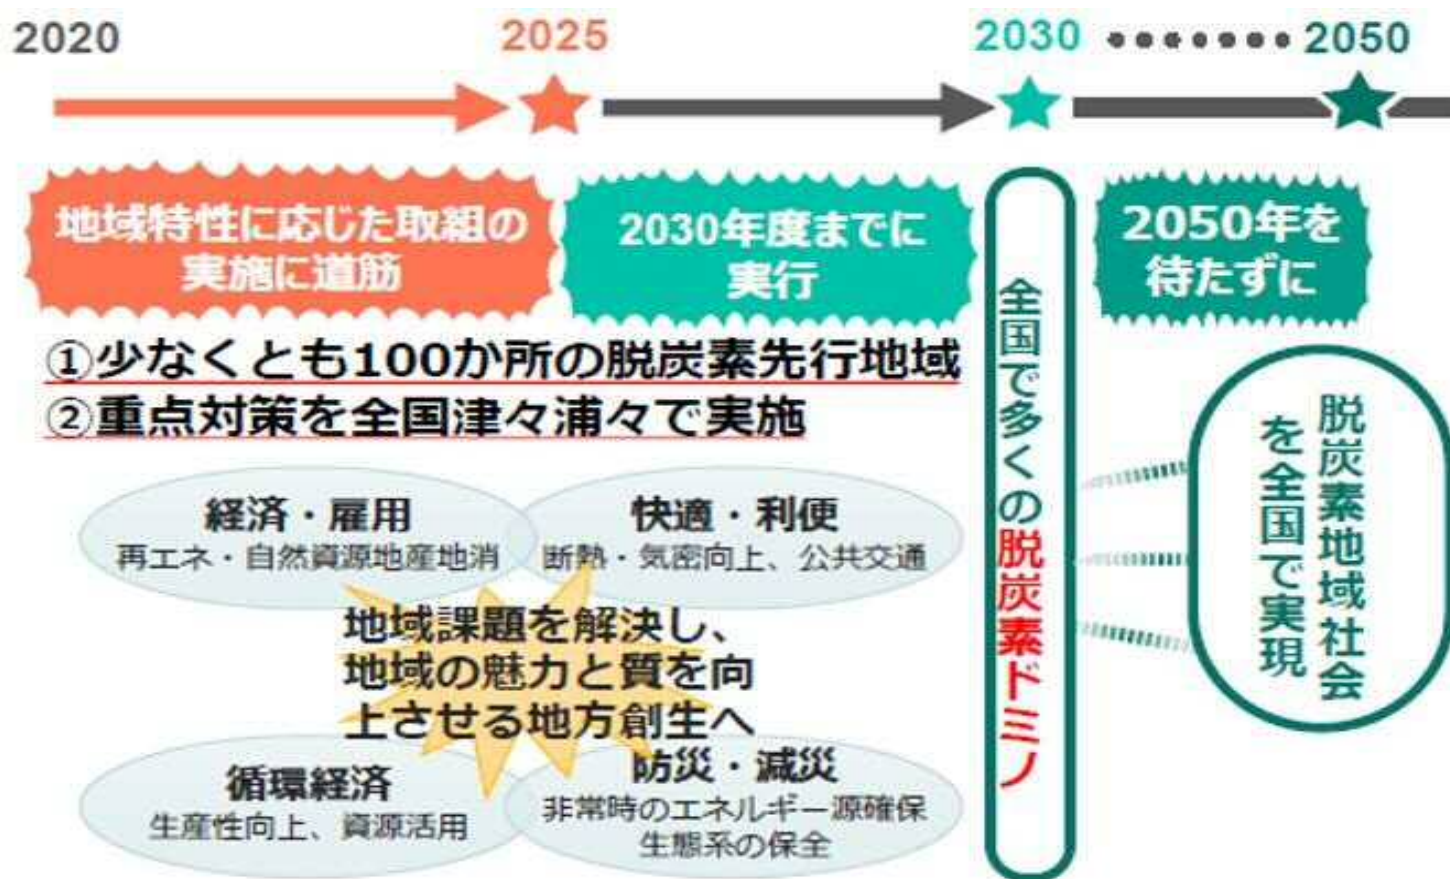 2020
2025
2030
2050
地域特性に応じた取組の
実施に道筋
2030年度までに
実行
2050年を
待たずに
①少なくとも100か所の脱炭素先行地域
②重点対策を全国津々浦々で実施
経済・雇用
再エネ・自然資源地産地消
快適・利便
断熱・気密向上、公共交通
地域課題を解決し、
地域の魅力と質を向
上させる地方創生へ
循環経済
生産性向上、資源活用
防災・減災
非常時のエネルギー源確保
生態系の保全
全国で多くの脱炭素ドミノ
脱炭素地域社会
を全国で実現